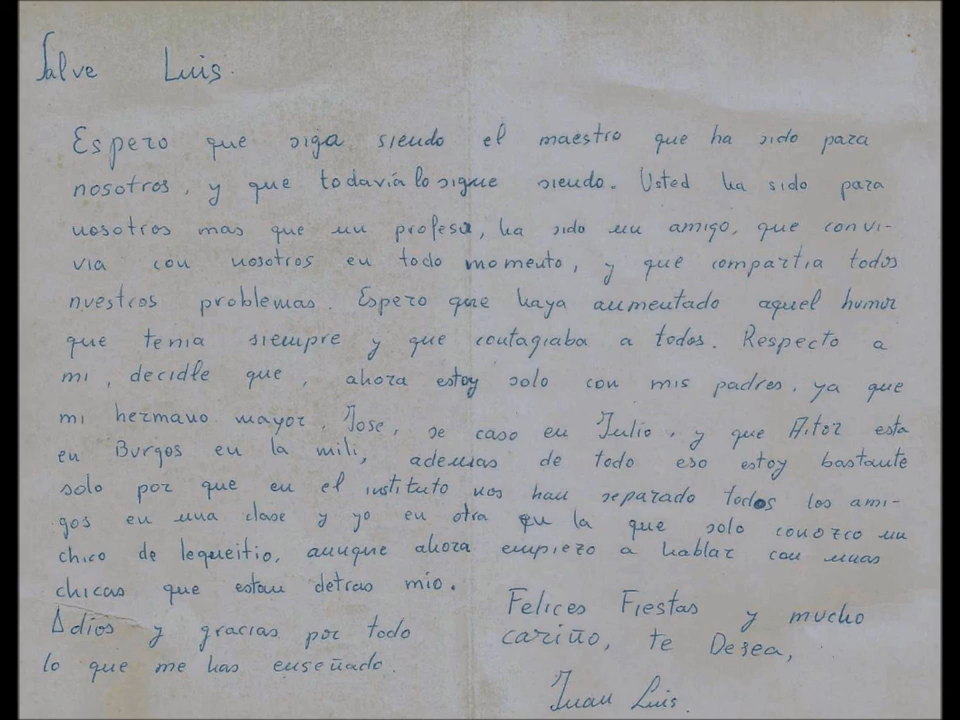 Salve Luis
Espero que siga siendo el maestro que ha sido para
nosotros, y que todavía lo sigue siendo. Usted ha sido para
nosotros mas que un profesor, ha sido un amigo, que convi-
via con nosotros en todo momento, y que compartia todos
nuestros problemas. Espero que haya aumentado aquel humor
que tenia siempre y que contagiaba a todos. Respecto a
mi, decidle que, ahora estoy solo con mis padres, ya que
mi hermano mayor, Jose, se caso en Julio, y que Aitor esta
en Burgos en la mili, ademas de todo eso estoy bastante
solo por que en el instituto nos han separado todos los ami-
gos en una clase y yo en otra en la que solo conozco un
chico de lequeitio, aunque ahora empiezo a hablar con unas
chicas que estan detras mio.
Adios y gracias por todo
lo que me has enseñado.
Felices Fiestas y mucho
cariño, te Desea,
Juan Luis.